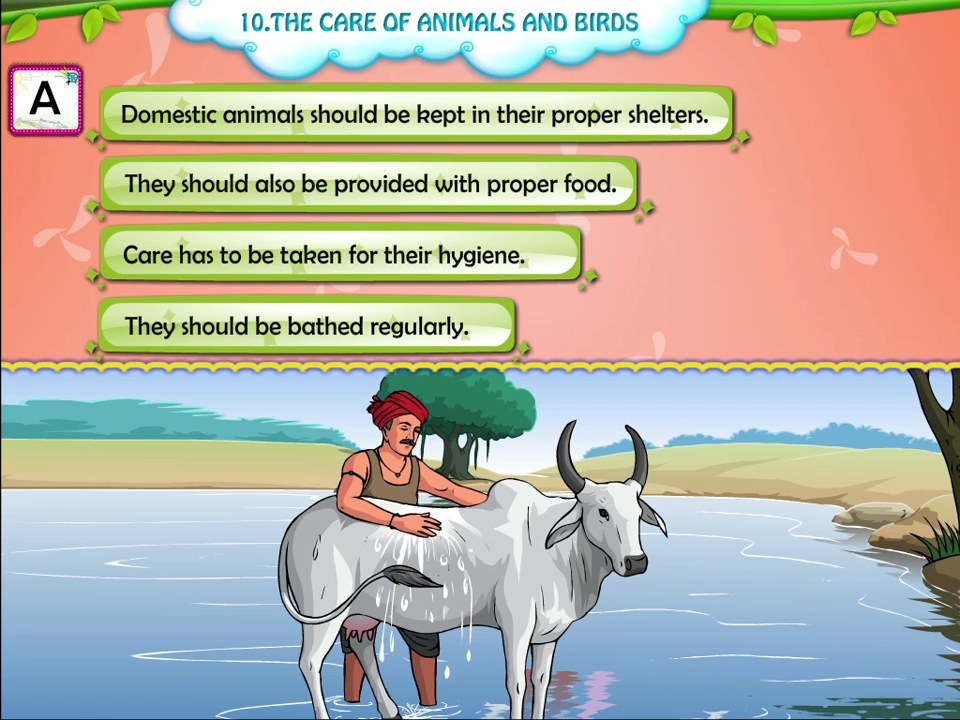 10.THE CARE OF ANIMALS AND BIRDS
A
Domestic animals should be kept in their proper shelters.
They should also be provided with proper food.
Care has to be taken for their hygiene.
They should be bathed regularly.